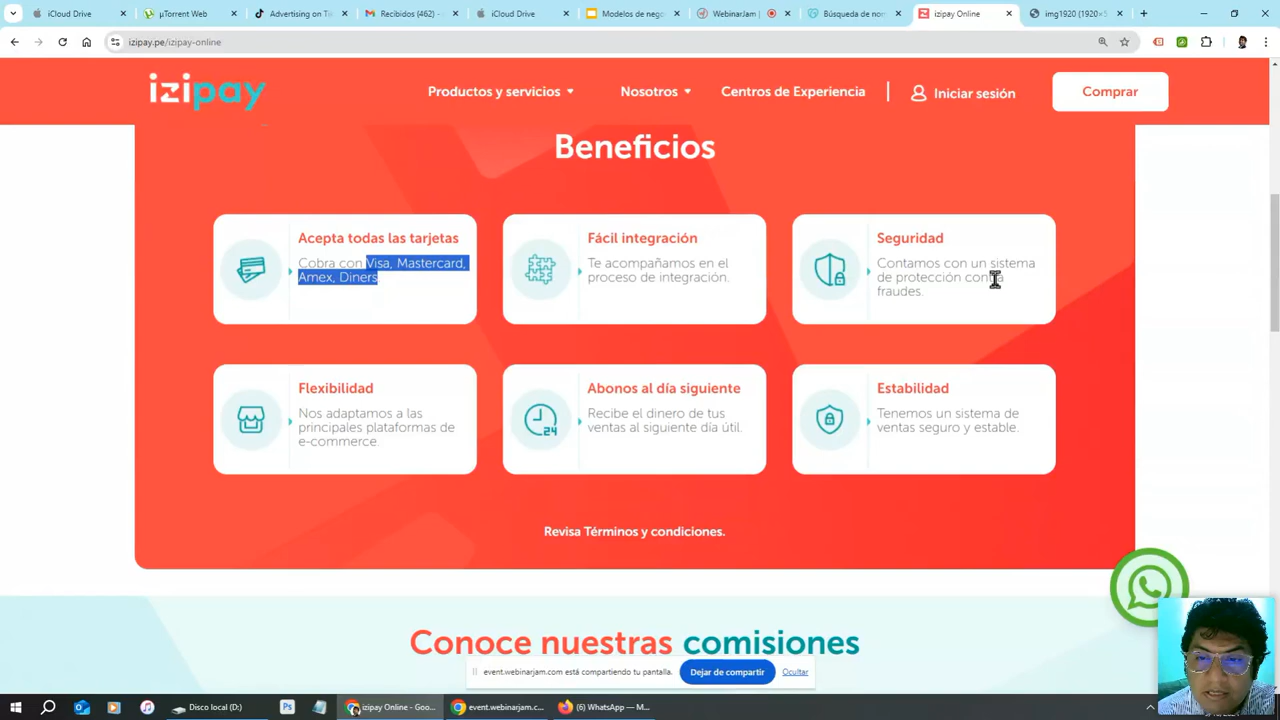 iCloud Drive
µTorrent Web
Advertising on Ti
Recibidos (462) -
iCloud Drive
Modelos de nego
WebinarJam |
Búsqueda de nom
izipay Online
img1920 (1920×5
izipay.pe/izipay-online
izipay
Productos y servicios
Nosotros
Centros de Experiencia
Iniciar sesión
Comprar
Beneficios
Acepta todas las tarjetas
Cobra con Visa, Mastercard,
Amex, Diners
Fácil integración
Te acompañamos en el
proceso de integración.
Seguridad
Contamos con un sistema
de protección contra
fraudes.
Flexibilidad
Nos adaptamos a las
principales plataformas de
e-commerce.
Abonos al día siguiente
24
Recibe el dinero de tus
ventas al siguiente día útil.
Estabilidad
Tenemos un sistema de
ventas seguro y estable.
Revisa Términos y condiciones.
Conoce nuestras comisiones
event.webinarjam.com está compartiendo tu pantalla.
Dejar de compartir
Ocultar
Disco local (D:)
izipay Online - Goo...
event.webinarjam.c...
(6) WhatsApp — M...